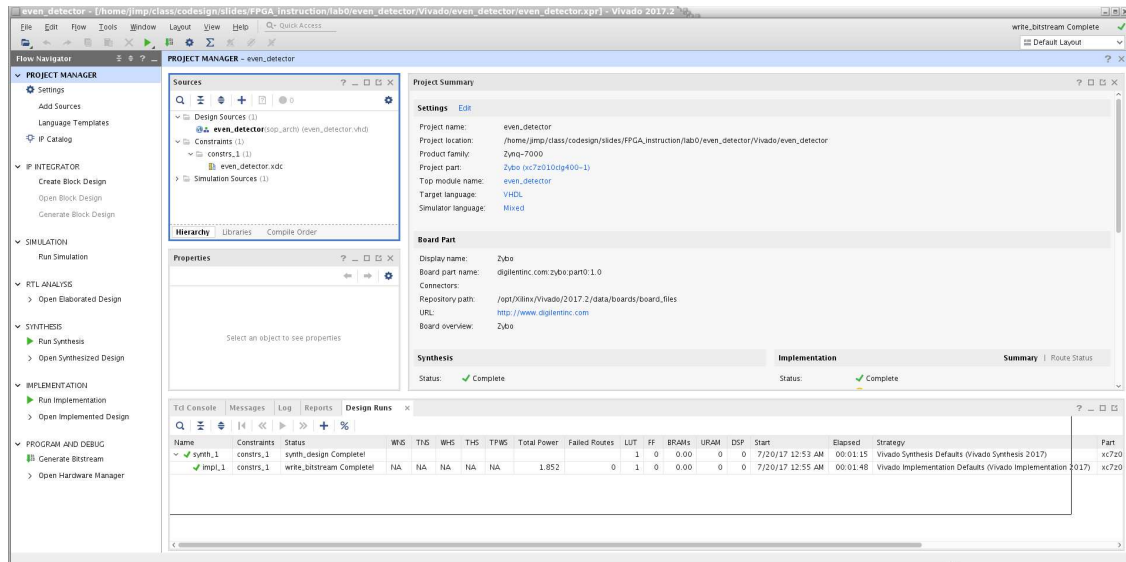 even_detector - [/home/jimp/class/codesign/slides/FPGA_instruction/lab0/even_detector/Vivado/even_detector/even_detector.xpr] - Vivado 2017.2
File Edit Flow Tools Window Layout View Help Quick Access
write_bitstream Complete
Default Layout
Flow Navigator
PROJECT MANAGER - even_detector
PROJECT MANAGER
Settings
Add Sources
Language Templates
IP Catalog
IP INTEGRATOR
Create Block Design
Open Block Design
Generate Block Design
SIMULATION
Run Simulation
RTL ANALYSIS
Open Elaborated Design
SYNTHESIS
Run Synthesis
Open Synthesized Design
IMPLEMENTATION
Run Implementation
Open Implemented Design
PROGRAM AND DEBUG
Generate Bitstream
Open Hardware Manager
Sources
0
Design Sources (1)
even_detector(sop_arch) (even_detector.vhd)
Constraints (1)
constrs_1 (1)
even_detector.xdc
Simulation Sources (1)
Hierarchy Libraries Compile Order
Properties
Select an object to see properties
Project Summary
Settings Edit
Project name: even_detector
Project location: /home/jimp/class/codesign/slides/FPGA_instruction/lab0/even_detector/Vivado/even_detector
Product family: Zynq-7000
Project part: Zybo (xc7z010clg400-1)
Top module name: even_detector
Target language: VHDL
Simulator language: Mixed
Board Part
Display name: Zybo
Board part name: digilentinc.com:zybo:part0:1.0
Connectors:
Repository path: /opt/Xilinx/Vivado/2017.2/data/boards/board_files
URL: http://www.digilentinc.com
Board overview: Zybo
Synthesis Implementation Summary | Route Status
Status: Complete Status: Complete
Tcl Console Messages Log Reports Design Runs
Name Constraints Status WNS TNS WHS THS TPWS Total Power Failed Routes LUT FF BRAMs URAM DSP Start Elapsed Strategy Part
synth_1 constrs_1 synth_design Complete! 1 0 0.00 0 0 7/20/17 12:53 AM 00:01:15 Vivado Synthesis Defaults (Vivado Synthesis 2017) xc7z0
impl_1 constrs_1 write_bitstream Complete! NA NA NA NA NA 1.852 0 1 0 0.00 0 0 7/20/17 12:55 AM 00:01:48 Vivado Implementation Defaults (Vivado Implementation 2017) xc7z0